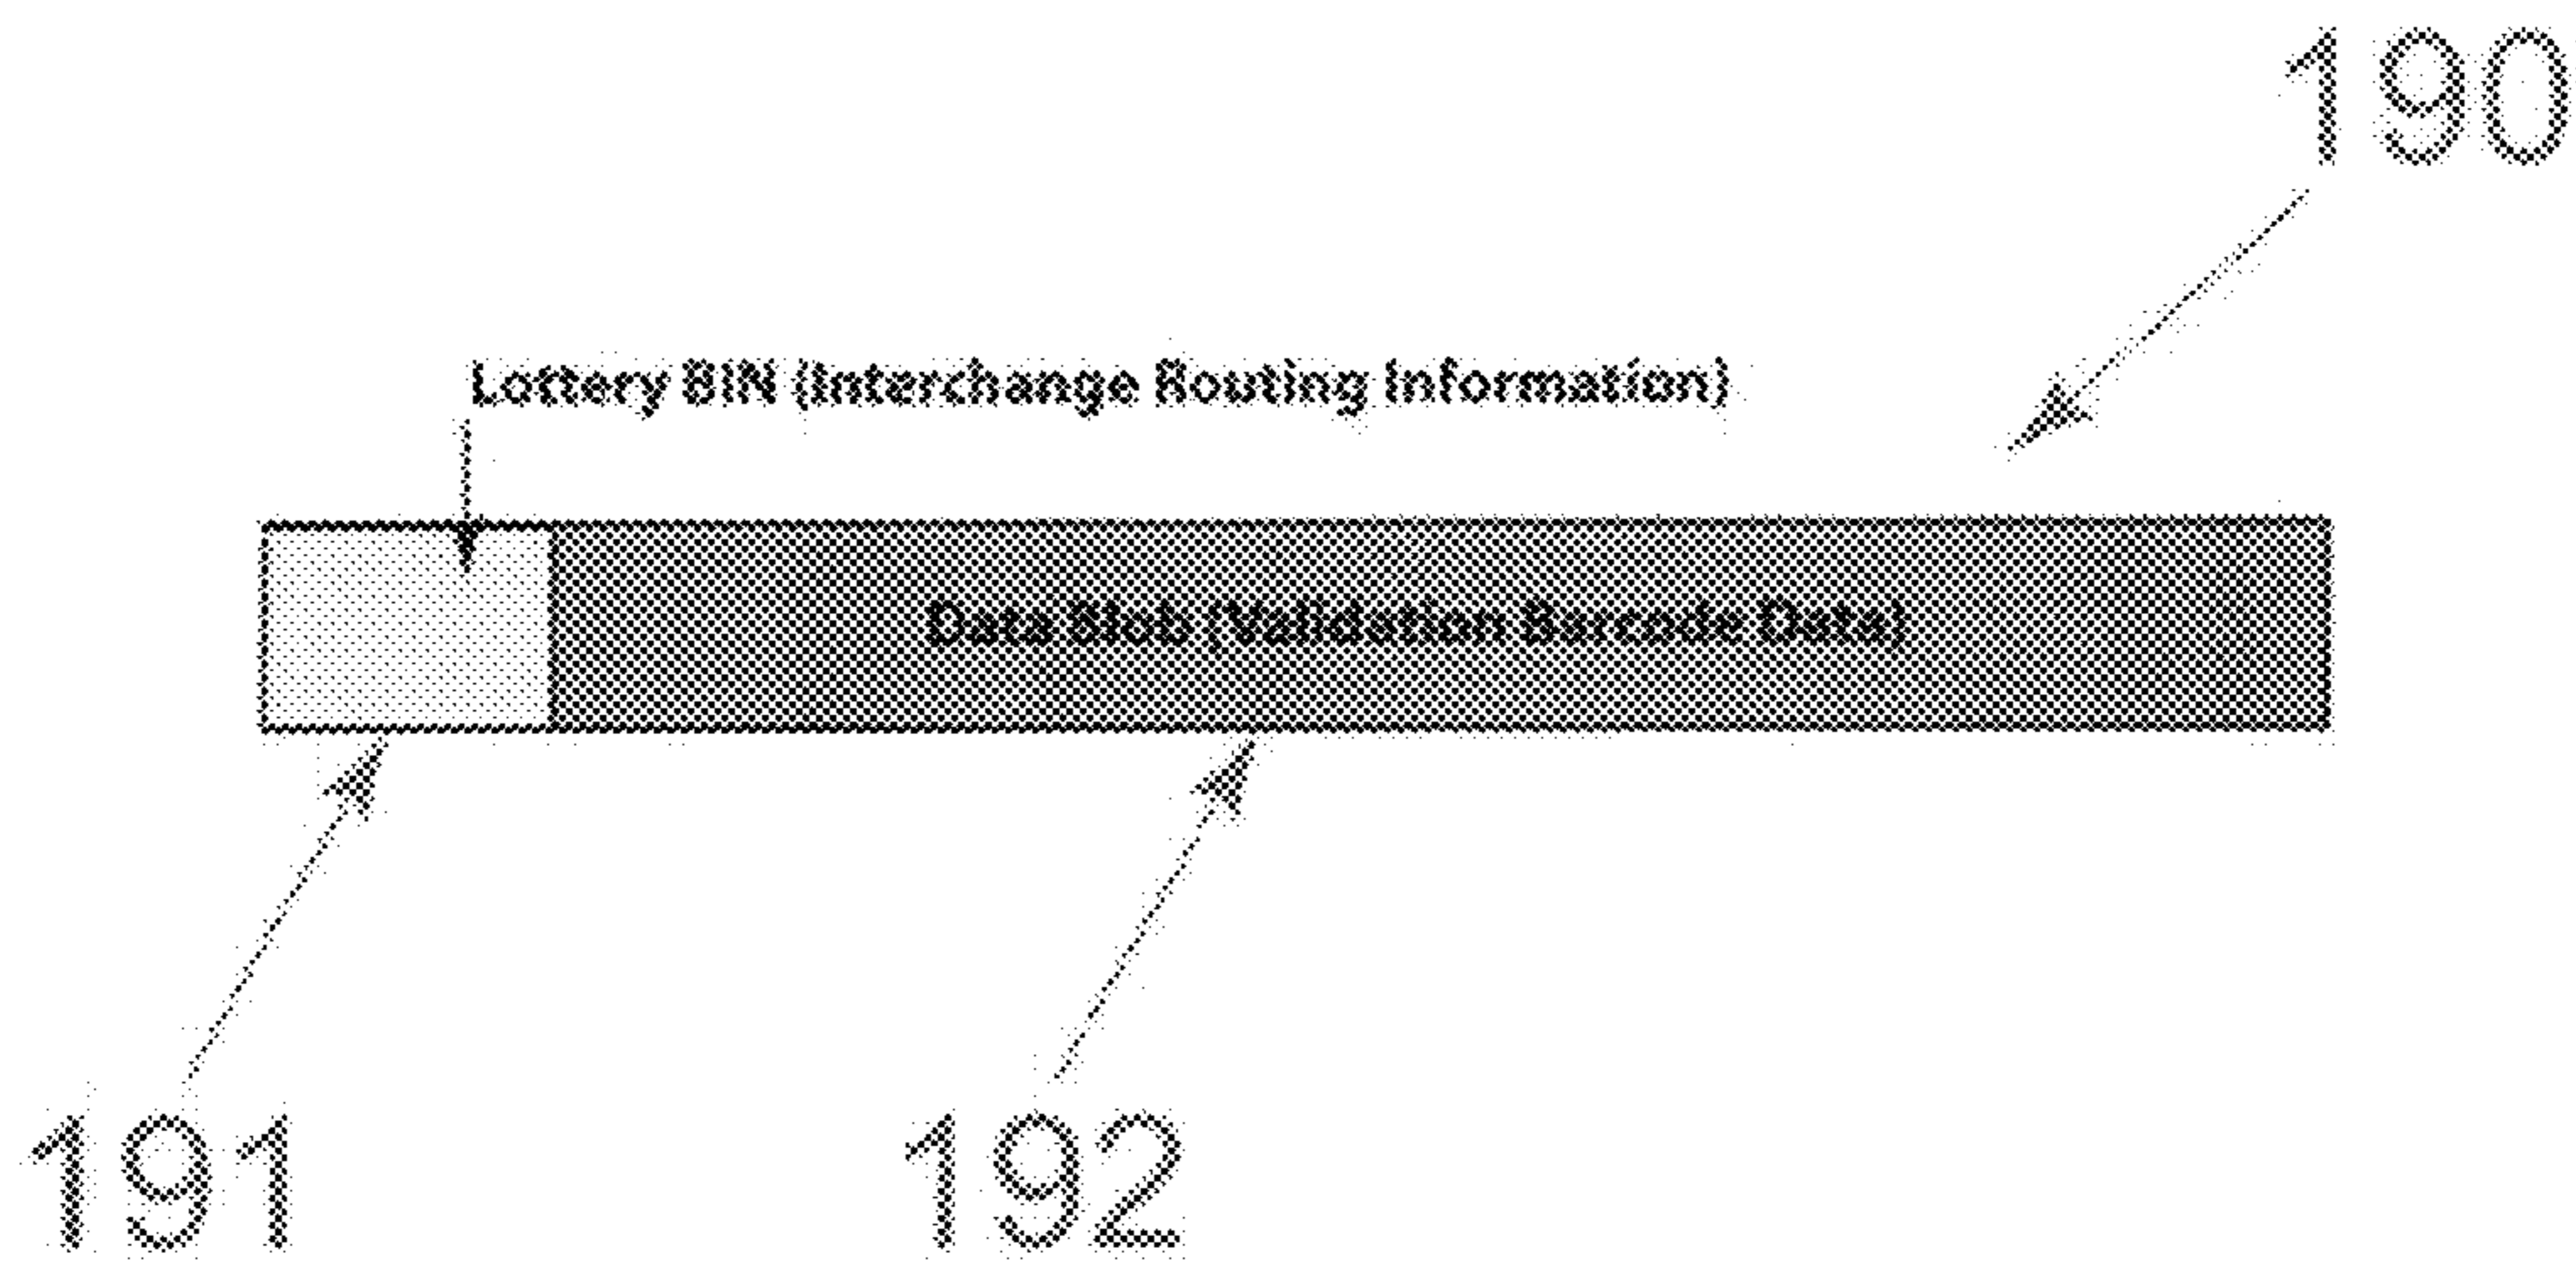 190
Lottery BIN (Interchange Routing Information)
Data Blob (Validation Barcode Data)
191
192